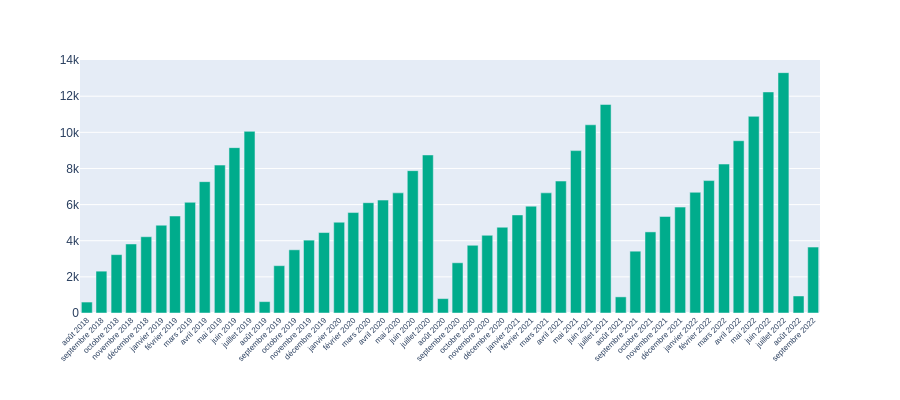 14k
12k
10k
8k
6k
4k
2k
0
août 2018
septembre 2018
octobre 2018
novembre 2018
décembre 2018
janvier 2019
février 2019
mars 2019
avril 2019
mai 2019
juin 2019
juillet 2019
août 2019
septembre 2019
octobre 2019
novembre 2019
décembre 2019
janvier 2020
février 2020
mars 2020
avril 2020
mai 2020
juin 2020
juillet 2020
août 2020
septembre 2020
octobre 2020
novembre 2020
décembre 2020
janvier 2021
février 2021
mars 2021
avril 2021
mai 2021
juin 2021
juillet 2021
août 2021
septembre 2021
octobre 2021
novembre 2021
décembre 2021
janvier 2022
février 2022
mars 2022
avril 2022
mai 2022
juin 2022
juillet 2022
août 2022
septembre 2022